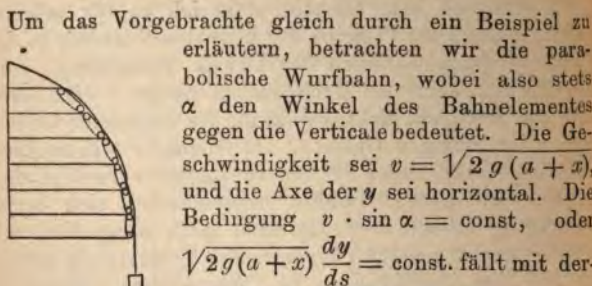 Um das Vorgebrachte gleich durch ein Beispiel zu
erläutern, betrachten wir die para-
bolische Wurfbahn, wobei also stets
α den Winkel des Bahnelementes
gegen die Verticale bedeutet. Die Ge-
schwindigkeit sei v = √2 g (a + x),
und die Axe der y sei horizontal. Die
Bedingung v · sin α = const, oder
√2 g (a + x) dy/ds = const. fällt mit der-